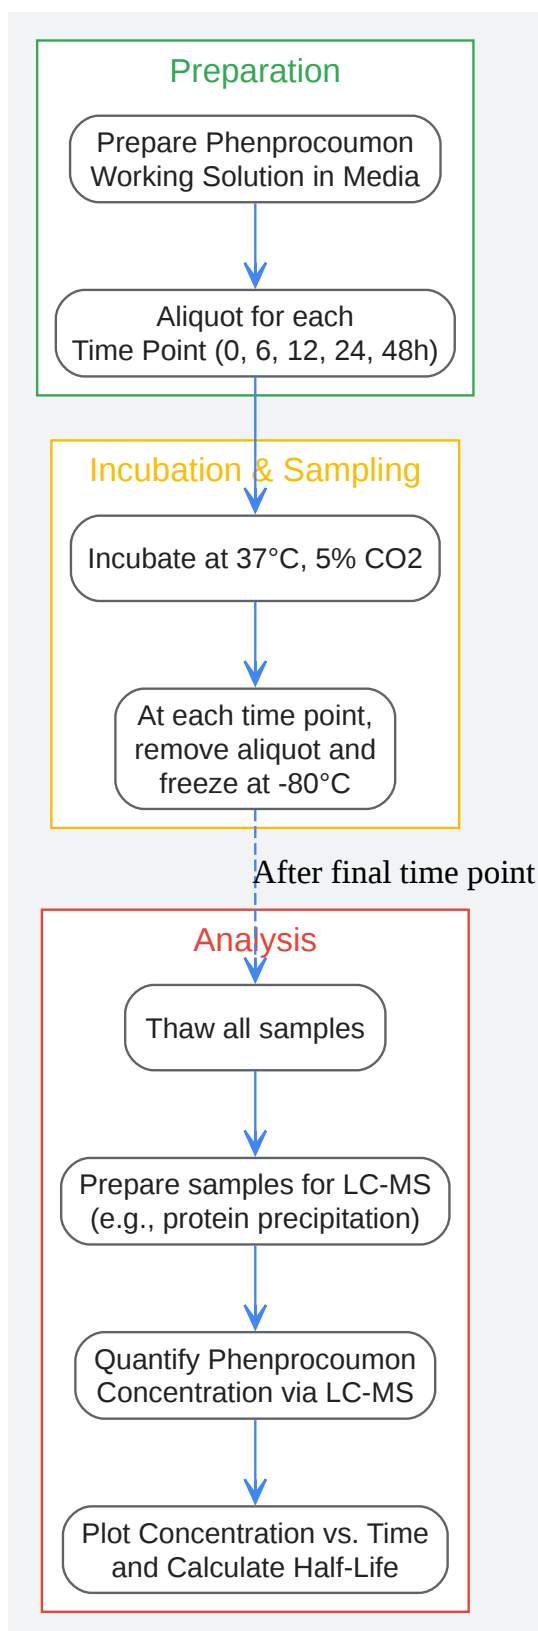 Preparation
Prepare Phenprocoumon
Working Solution in Media
Aliquot for each
Time Point (0, 6, 12, 24, 48h)
Incubation & Sampling
Incubate at 37°C, 5% CO2
At each time point,
remove aliquot and
freeze at -80°C
After final time point
Analysis
Thaw all samples
Prepare samples for LC-MS
(e.g., protein precipitation)
Quantify Phenprocoumon
Concentration via LC-MS
Plot Concentration vs. Time
and Calculate Half-Life